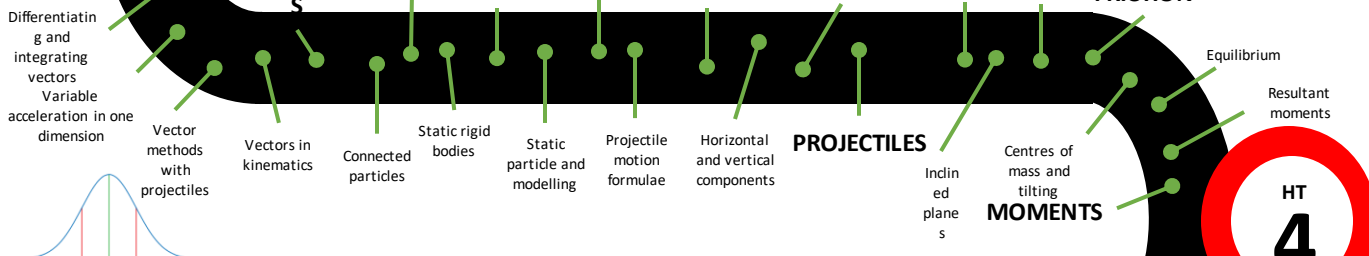 S
Differentiatin
g and
integrating
vectors
Variable
acceleration in one
dimension
Vector
methods
with
projectiles
Vectors in
kinematics
Connected
particles
Static rigid
bodies
Static
particle and
modelling
Projectile
motion
formulae
Horizontal
and vertical
components
PROJECTILES
Inclin
ed
plane
s
Centres of
mass and
tilting
MOMENTS
Equilibrium
Resultant
moments
HT
4